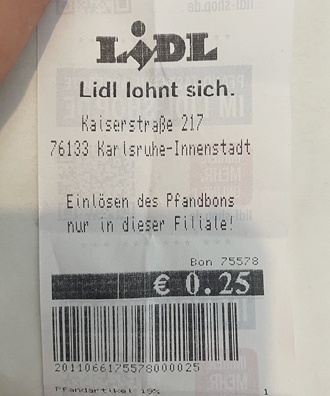 LIDL
Lidl lohnt sich.
Kaiserstraße 217
76133 Karlsruhe-Innenstadt
Einlösen des Pfandbons
nur in dieser Filiale!
Bon 75578
€ 0.25
2011066175578000025
Pfandartikel 19% 1